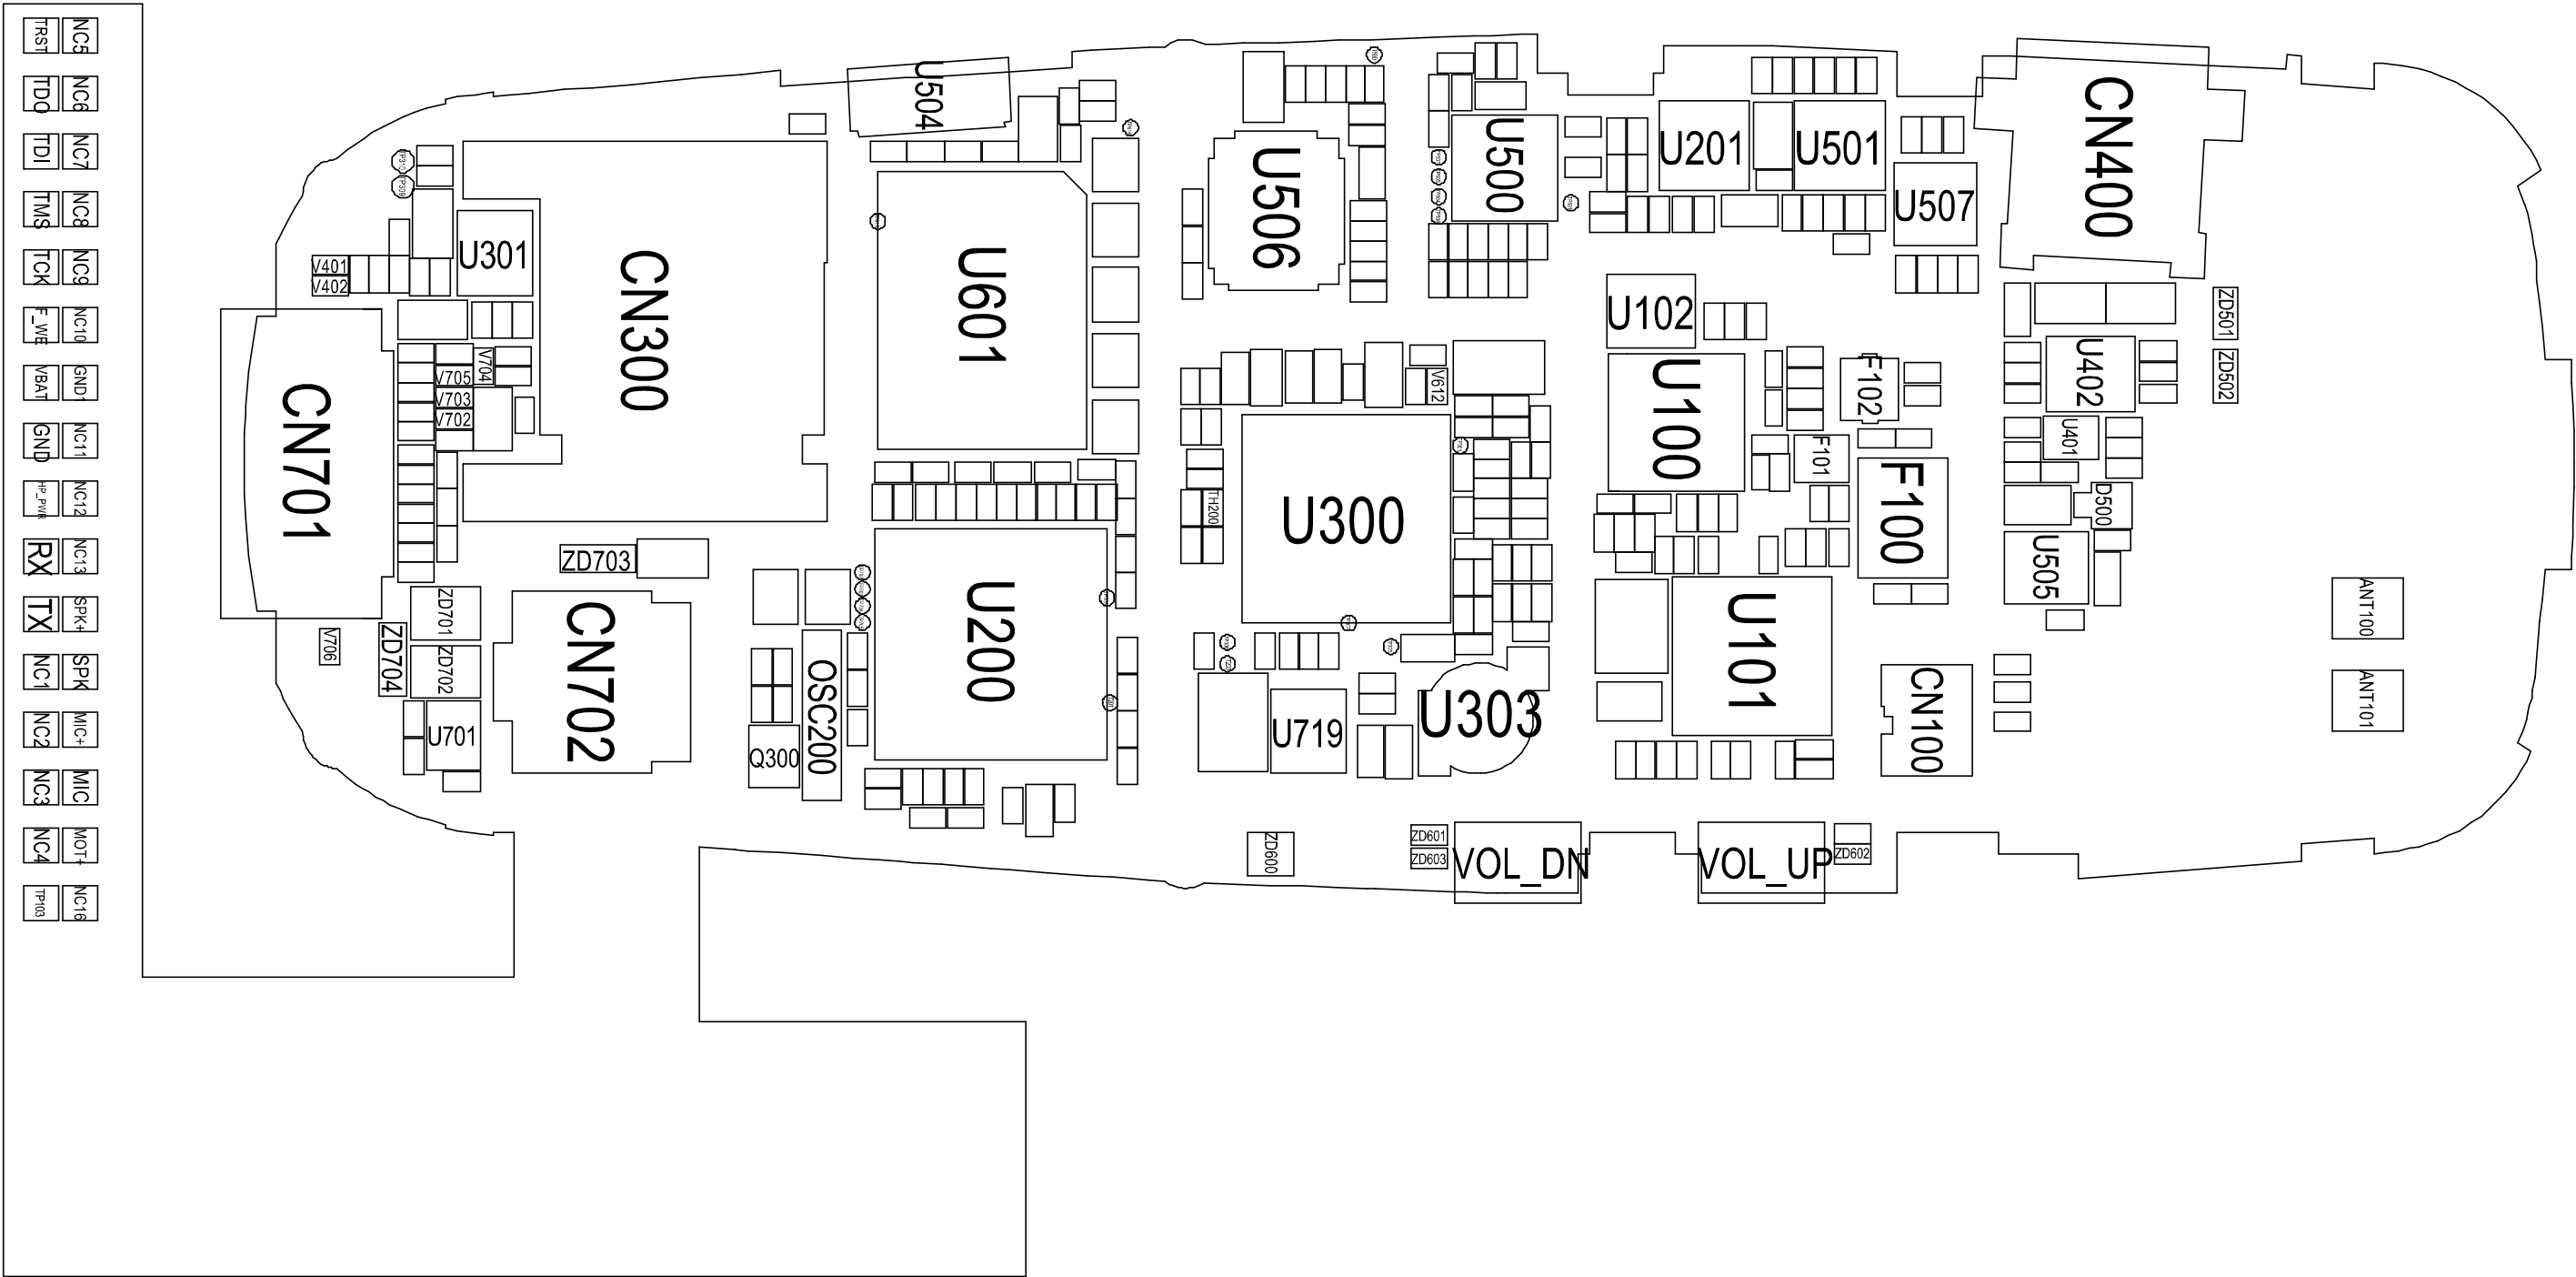 TRST NC5
TDO NC6
TDI NC7
TMS NC8
TCK NC9
F_WE NC10
VBAT GND1
GND NC11
HP_PWR NC12
RX NC13
TX SPK+
NC1 SPK
NC2 MIC+
NC3 MIC
NC4 MOT+
TP103 NC16
U504
U301
V401
V402
CN3000
CN701
V704
V705
V703
V702
U601
ZD703
ZD701
ZD702
ZD704
V706
U701
CN702
OSC200
Q300
U200
U506
U5000
U201
U501
U507
CN400
U102
U100
F102
F101
F100
V612
TH200
U300
U719
U303
U101
CN100
U402
U401
D500
U505
ZD501
ZD502
ANT100
ANT101
ZD600
ZD601
ZD603
VOL_DN
VOL_UP
ZD602